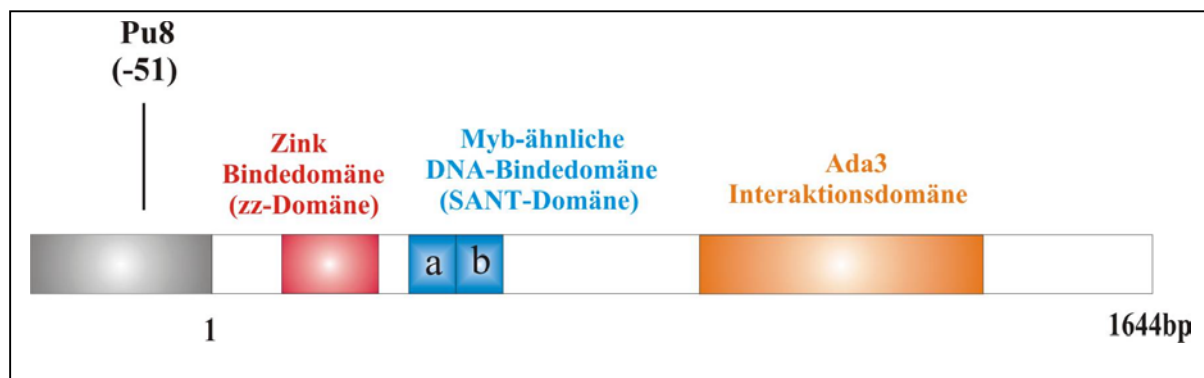 Pu8
(-51)
Zink
Bindedomäne
(zz-Domäne)
Myb-ähnliche
DNA-Bindedomäne
(SANT-Domäne)
Ada3
Interaktionsdomäne
a b
1
1644bp